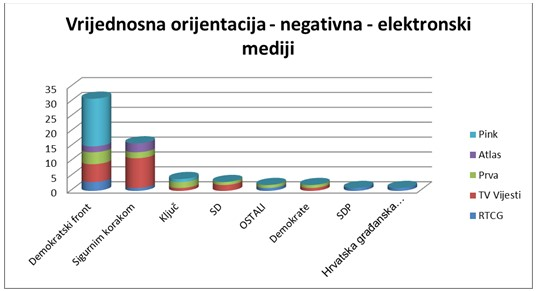 Vrijednosna orijentacija - negativna - elektronski
mediji
35
30
25
20
15
10
5
0
Demokratski front
Sigurnim korakom
Ključ
SD
OSTALI
Demokrate
SDP
Hrvatska građanska...
Pink
Atlas
Prva
TV Vijesti
RTCG